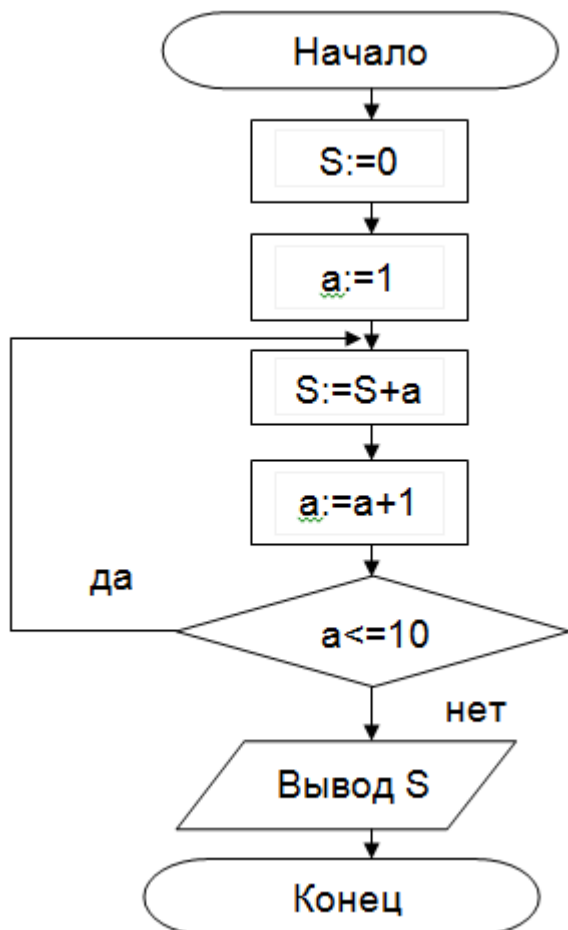 Начало
S:=0
a:=1
S:=S+a
a:=a+1
да
a<=10
нет
Вывод S
Конец